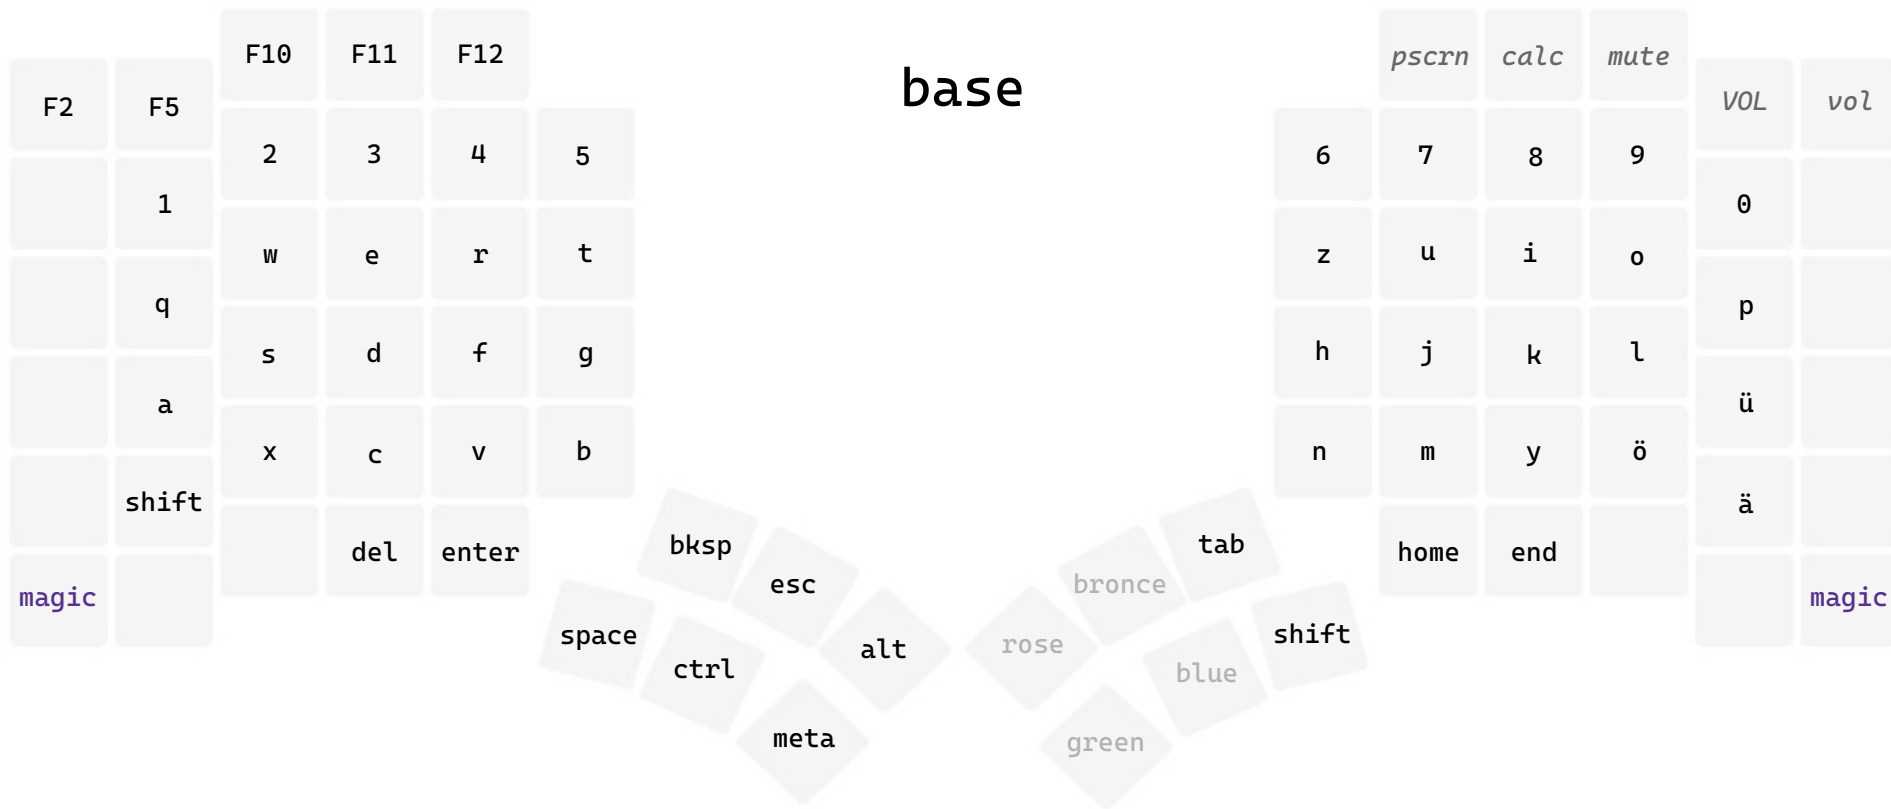 F10 F11 F12
base
pscrn calc mute
F2 F5
VOL vol
2 3 4 5
6 7 8 9
1
0
w e r t
z u i o
q
p
s d f g
h j k l
a
ü
x c v b
n m y ö
shift
ä
del enter
home end
bksp
tab
esc
bronce
magic
magic
space
shift
alt
rose
ctrl
blue
meta
green